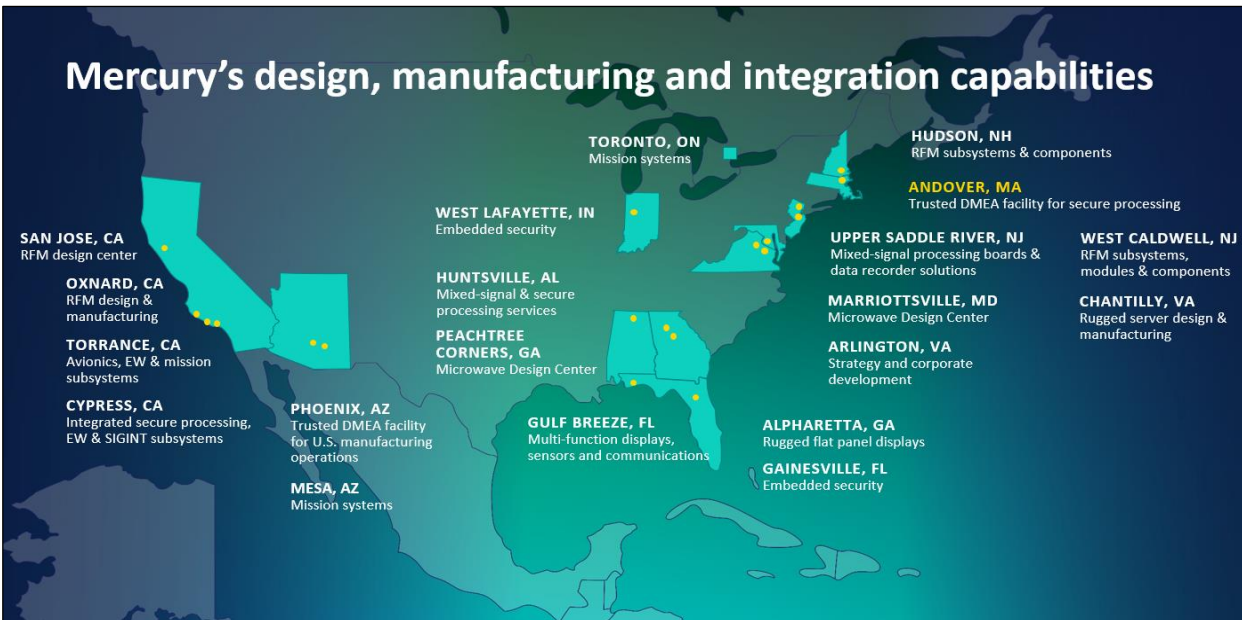 Mercury's design, manufacturing and integration capabilities
TORONTO, ON
Mission systems
HUDSON, NH
RFM subsystems & components
ANDOVER, MA
Trusted DMEA facility for secure processing
WEST LAFAYETTE, IN
Embedded security
SAN JOSE, CA
RFM design center
OXNARD, CA
RFM design &
manufacturing
TORRANCE, CA
Avionics, EW & mission
subsystems
CYPRESS, CA
Integrated secure processing,
EW & SIGINT subsystems
PHOENIX, AZ
Trusted DMEA facility
for U.S. manufacturing
operations
MESA, AZ
Mission systems
HUNTSVILLE, AL
Mixed-signal & secure
processing services
PEACHTREE
CORNERS, GA
Microwave Design Center
GULF BREEZE, FL
Multi-function displays,
sensors and communications
UPPER SADDLE RIVER, NJ
Mixed-signal processing boards &
data recorder solutions
MARRIOTTSVILLE, MD
Microwave Design Center
ARLINGTON, VA
Strategy and corporate
development
WEST CALDWELL, NJ
RFM subsystems,
modules & components
CHANTILLY, VA
Rugged server design &
manufacturing
ALPHARETTA, GA
Rugged flat panel displays
GAINESVILLE, FL
Embedded security